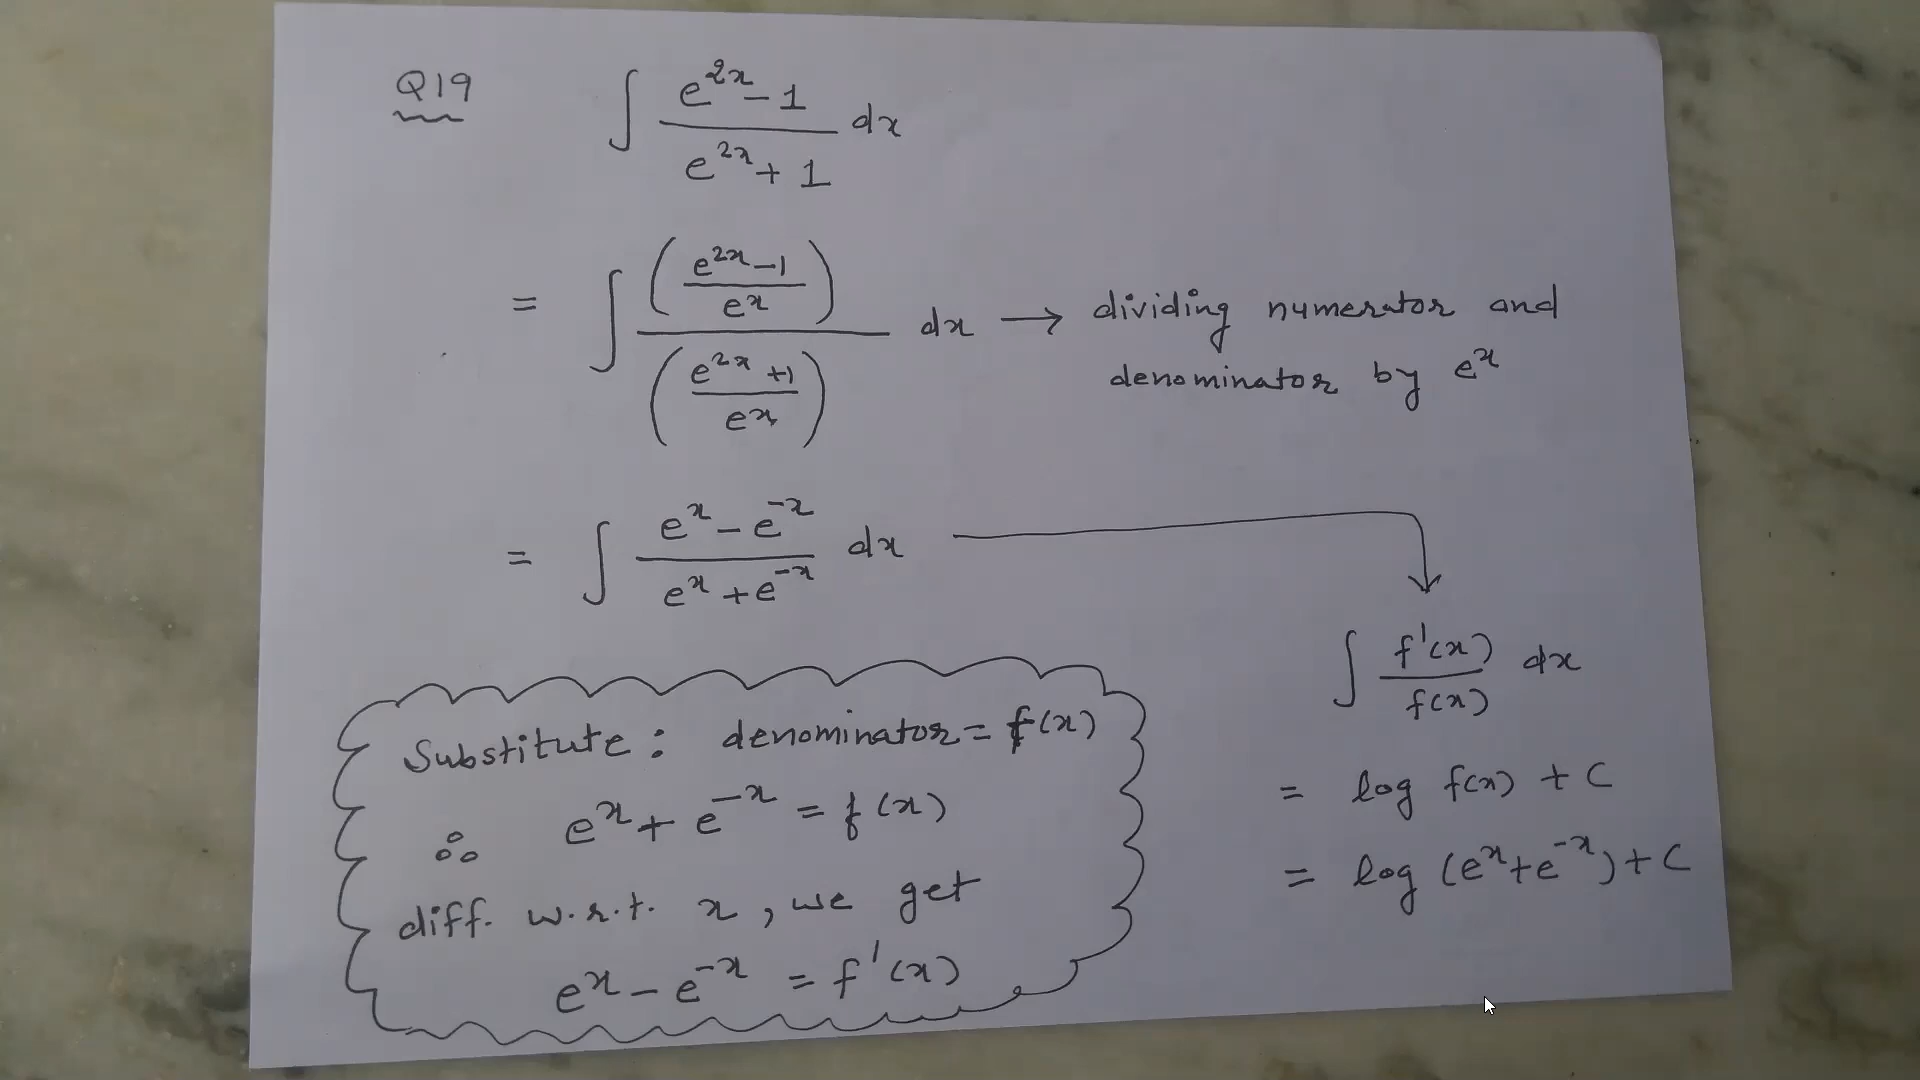 Q19 ∫ (e^{2x} - 1)/(e^{2x} + 1) dx
= ∫ ((e^{2x} - 1)/e^x)/((e^{2x} + 1)/e^x) dx → dividing numerator and
denominator by e^x
= ∫ (e^x - e^{-x})/(e^x + e^{-x}) dx
∫ f'(x)/f(x) dx
= log f(x) + C
= log (e^x + e^{-x}) + C
Substitute: denominator = f(x)
∴ e^x + e^{-x} = f(x)
diff. w.r.t. x, we get
e^x - e^{-x} = f'(x)